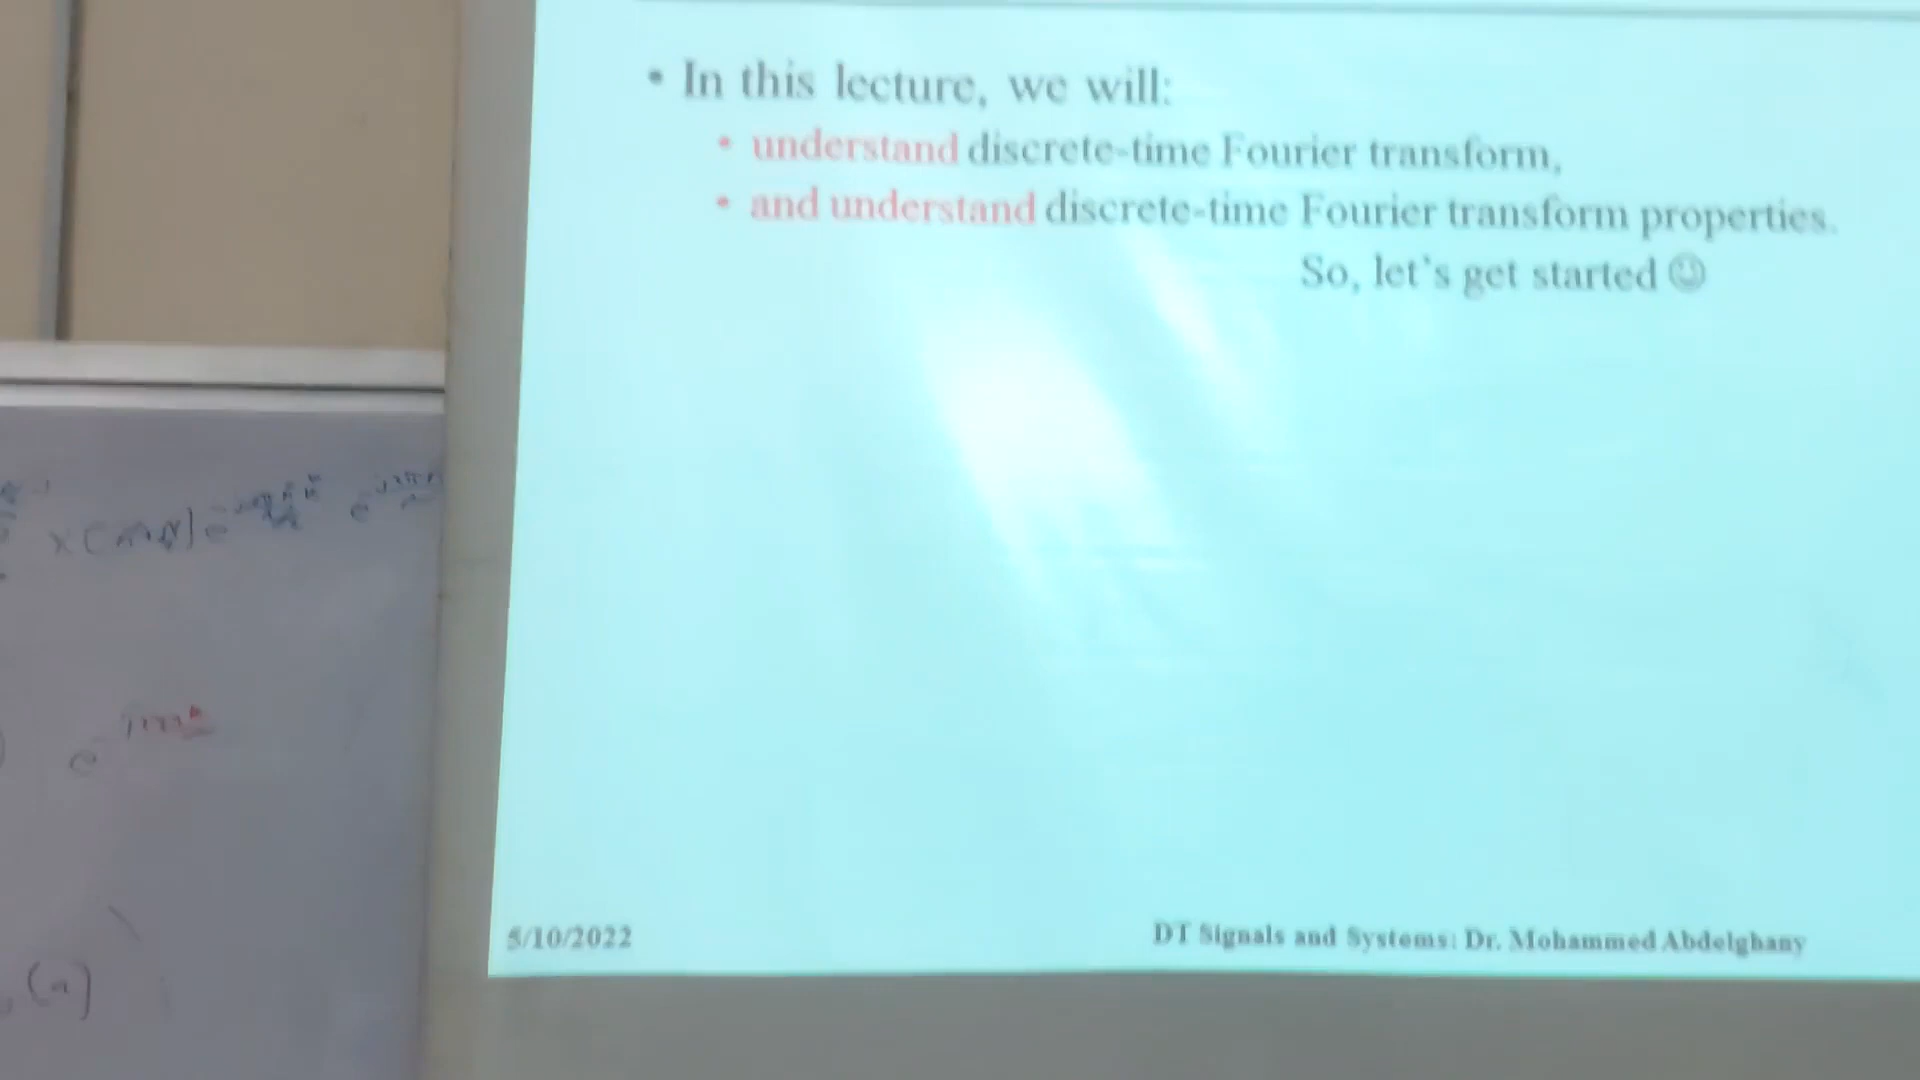 • In this lecture, we will:
• understand discrete-time Fourier transform,
• and understand discrete-time Fourier transform properties.
So, let's get started ☺
5/10/2022
DT Signals and Systems: Dr. Mohammed Abdelghany